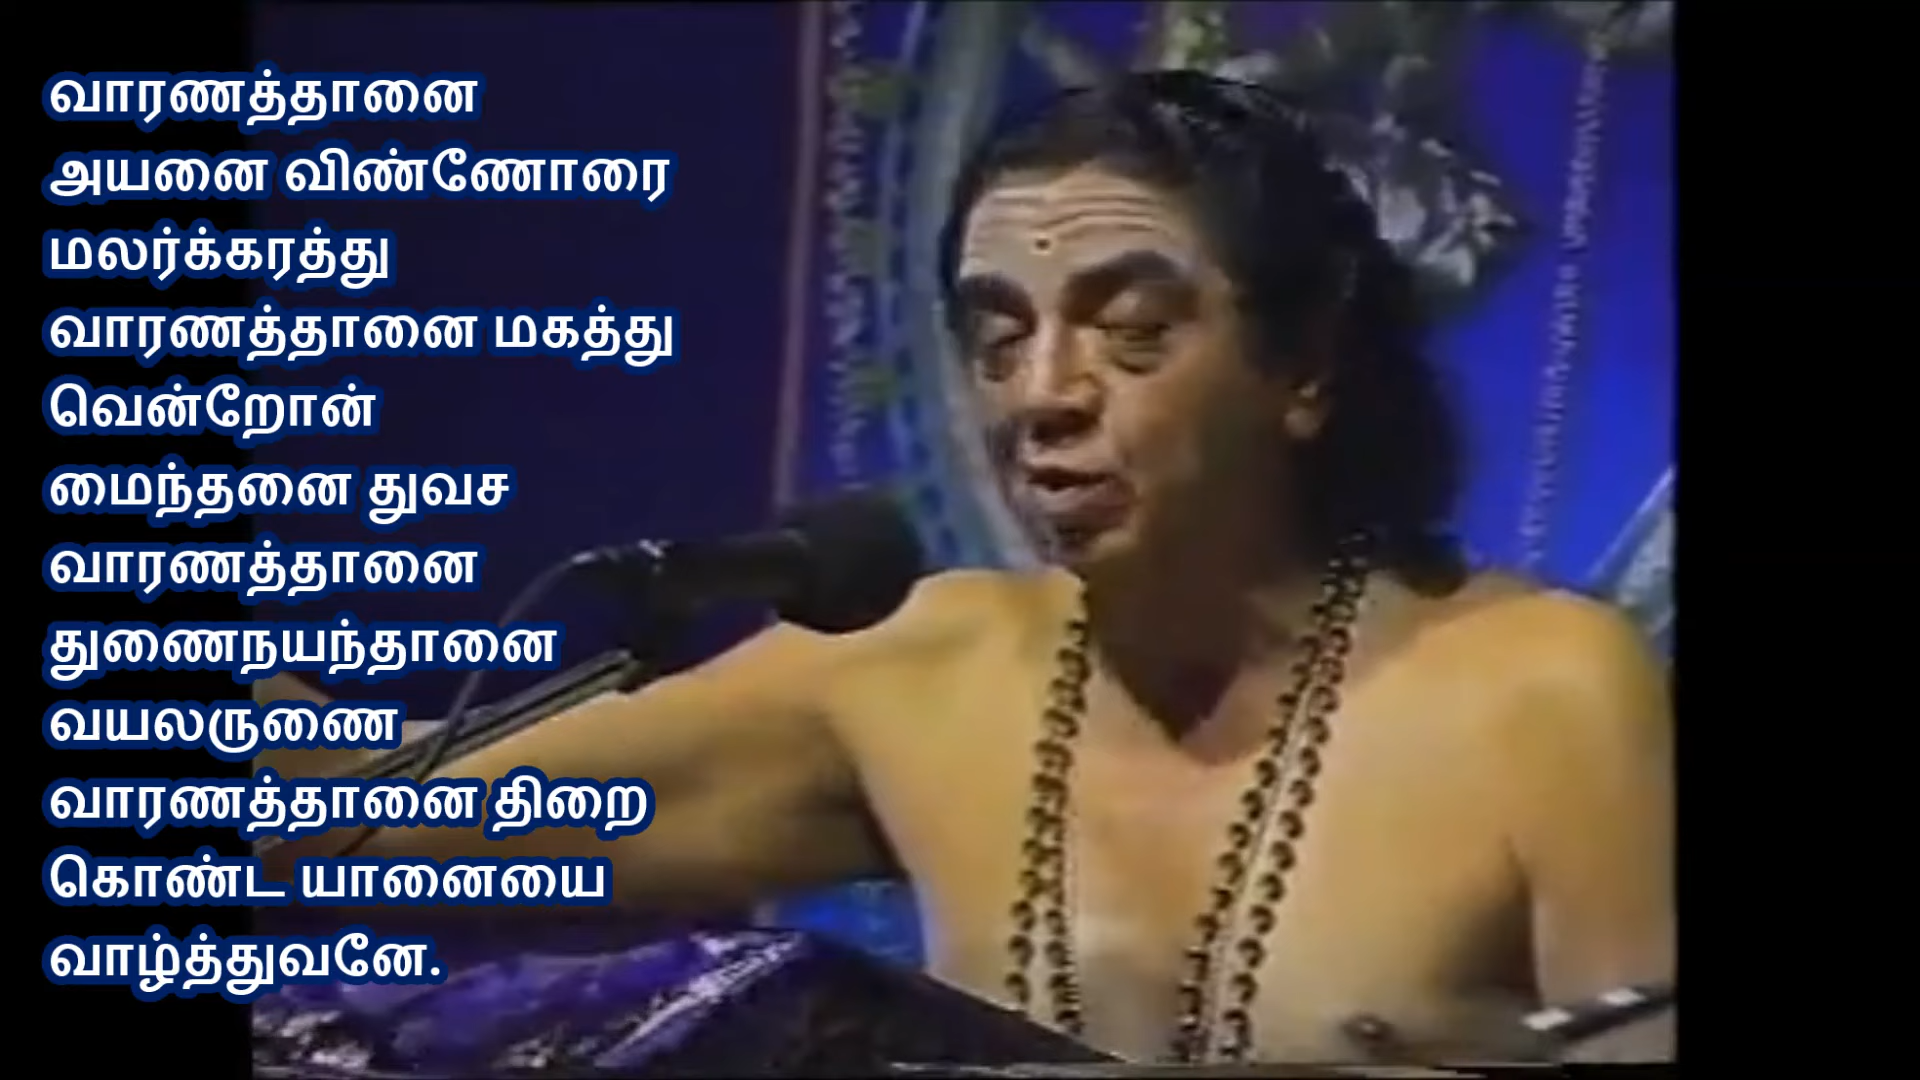 வாரணத்தானை
அயனை விண்ணோரை
மலர்க்கரத்து
வாரணத்தானை மகத்து
வென்றோன்
மைந்தனை துவச
வாரணத்தானை
துணைநயந்தானை
வயலருணை
வாரணத்தானை திறை
கொண்ட யானையை
வாழ்த்துவனே.